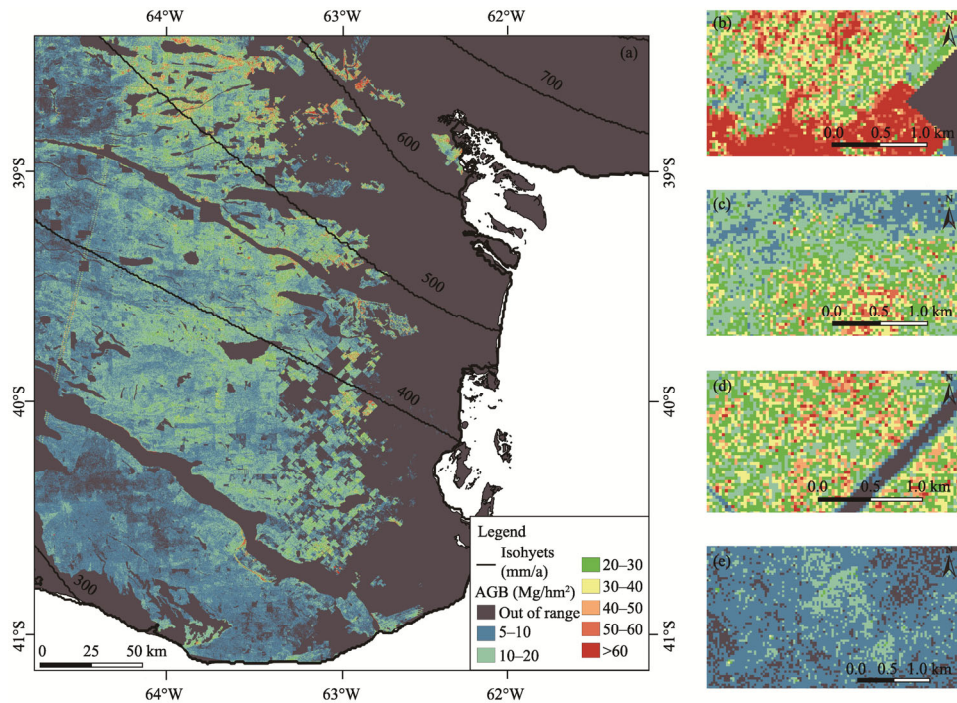 64°W
63°W
62°W
(a)
700
600
500
400
300
39°S
40°S
41°S
39°S
40°S
41°S
Legend
Isohyets
(mm/a)
AGB (Mg/hm²)
Out of range
5–10
10–20
20–30
30–40
40–50
50–60
>60
0 25 50 km
64°W
63°W
62°W
(b)
N
0.0 0.5 1.0 km
(c)
N
0.0 0.5 1.0 km
(d)
N
0.0 0.5 1.0 km
(e)
N
0.0 0.5 1.0 km